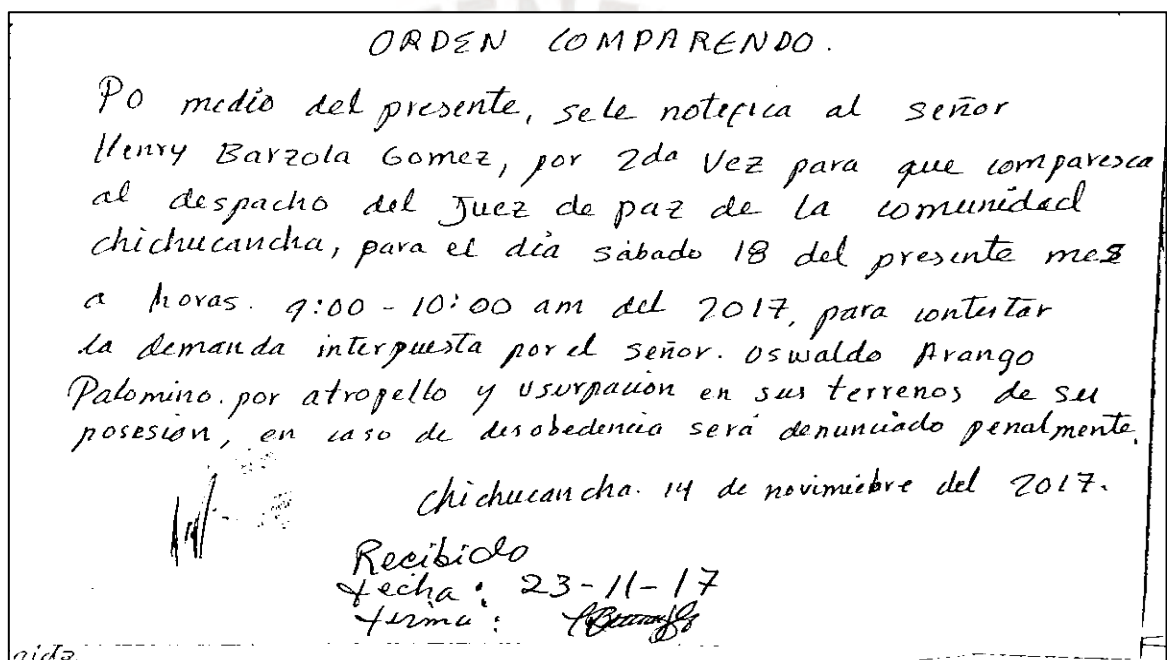 ORDEN COMPARENDO.
Po medio del presente, sele notefica al señor
Henry Barzola Gomez, por 2da Vez para que comparesca
al despacho del Juez de paz de la comunidad
chichucancha, para el día sábado 18 del presente mes
a horas. 9:00 - 10:00 am del 2017, para contestar
la demanda interpuesta por el señor. Oswaldo Arango
Palomino. por atropello y usurpación en sus terrenos de su
posesión, en caso de desobedencia será denunciado penalmente.
Chichucancha. 14 de novimiebre del 2017.
Recibido
fecha: 23-11-17
firma: